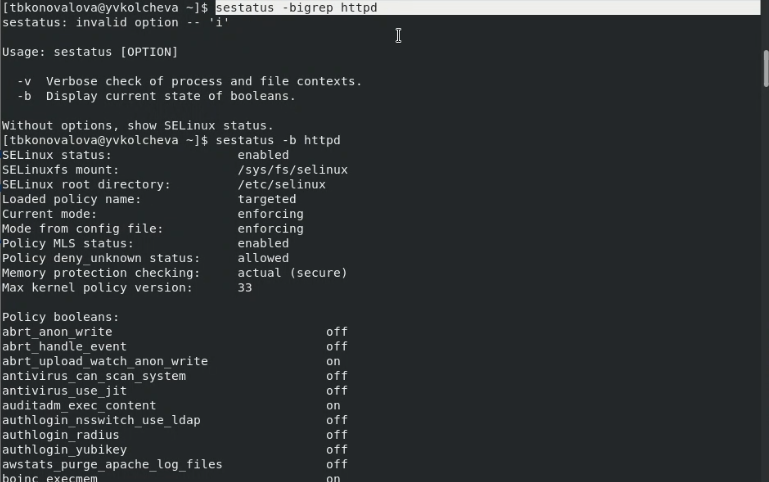 [tbkonovalova@yvkolcheva ~]$ sestatus -bigrep httpd
sestatus: invalid option -- 'i'

Usage: sestatus [OPTION]

  -v  Verbose check of process and file contexts.
  -b  Display current state of booleans.

Without options, show SELinux status.
[tbkonovalova@yvkolcheva ~]$ sestatus -b httpd
SELinux status:                 enabled
SELinuxfs mount:                /sys/fs/selinux
SELinux root directory:         /etc/selinux
Loaded policy name:             targeted
Current mode:                   enforcing
Mode from config file:          enforcing
Policy MLS status:              enabled
Policy deny_unknown status:     allowed
Memory protection checking:     actual (secure)
Max kernel policy version:      33

Policy booleans:
abrt_anon_write                             off
abrt_handle_event                           off
abrt_upload_watch_anon_write                on
antivirus_can_scan_system                   off
antivirus_use_jit                           off
auditadm_exec_content                       on
authlogin_nsswitch_use_ldap                 off
authlogin_radius                            off
authlogin_yubikey                           off
awstats_purge_apache_log_files              off
boinc_execmem                               on